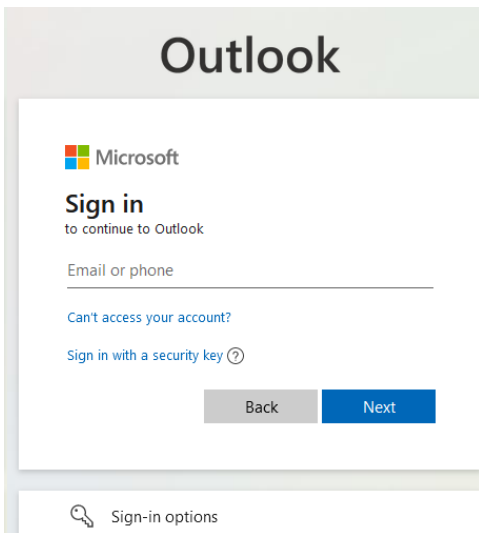 Outlook
Microsoft
Sign in
to continue to Outlook
Email or phone
Can't access your account?
Sign in with a security key ?
Back Next
Sign-in options